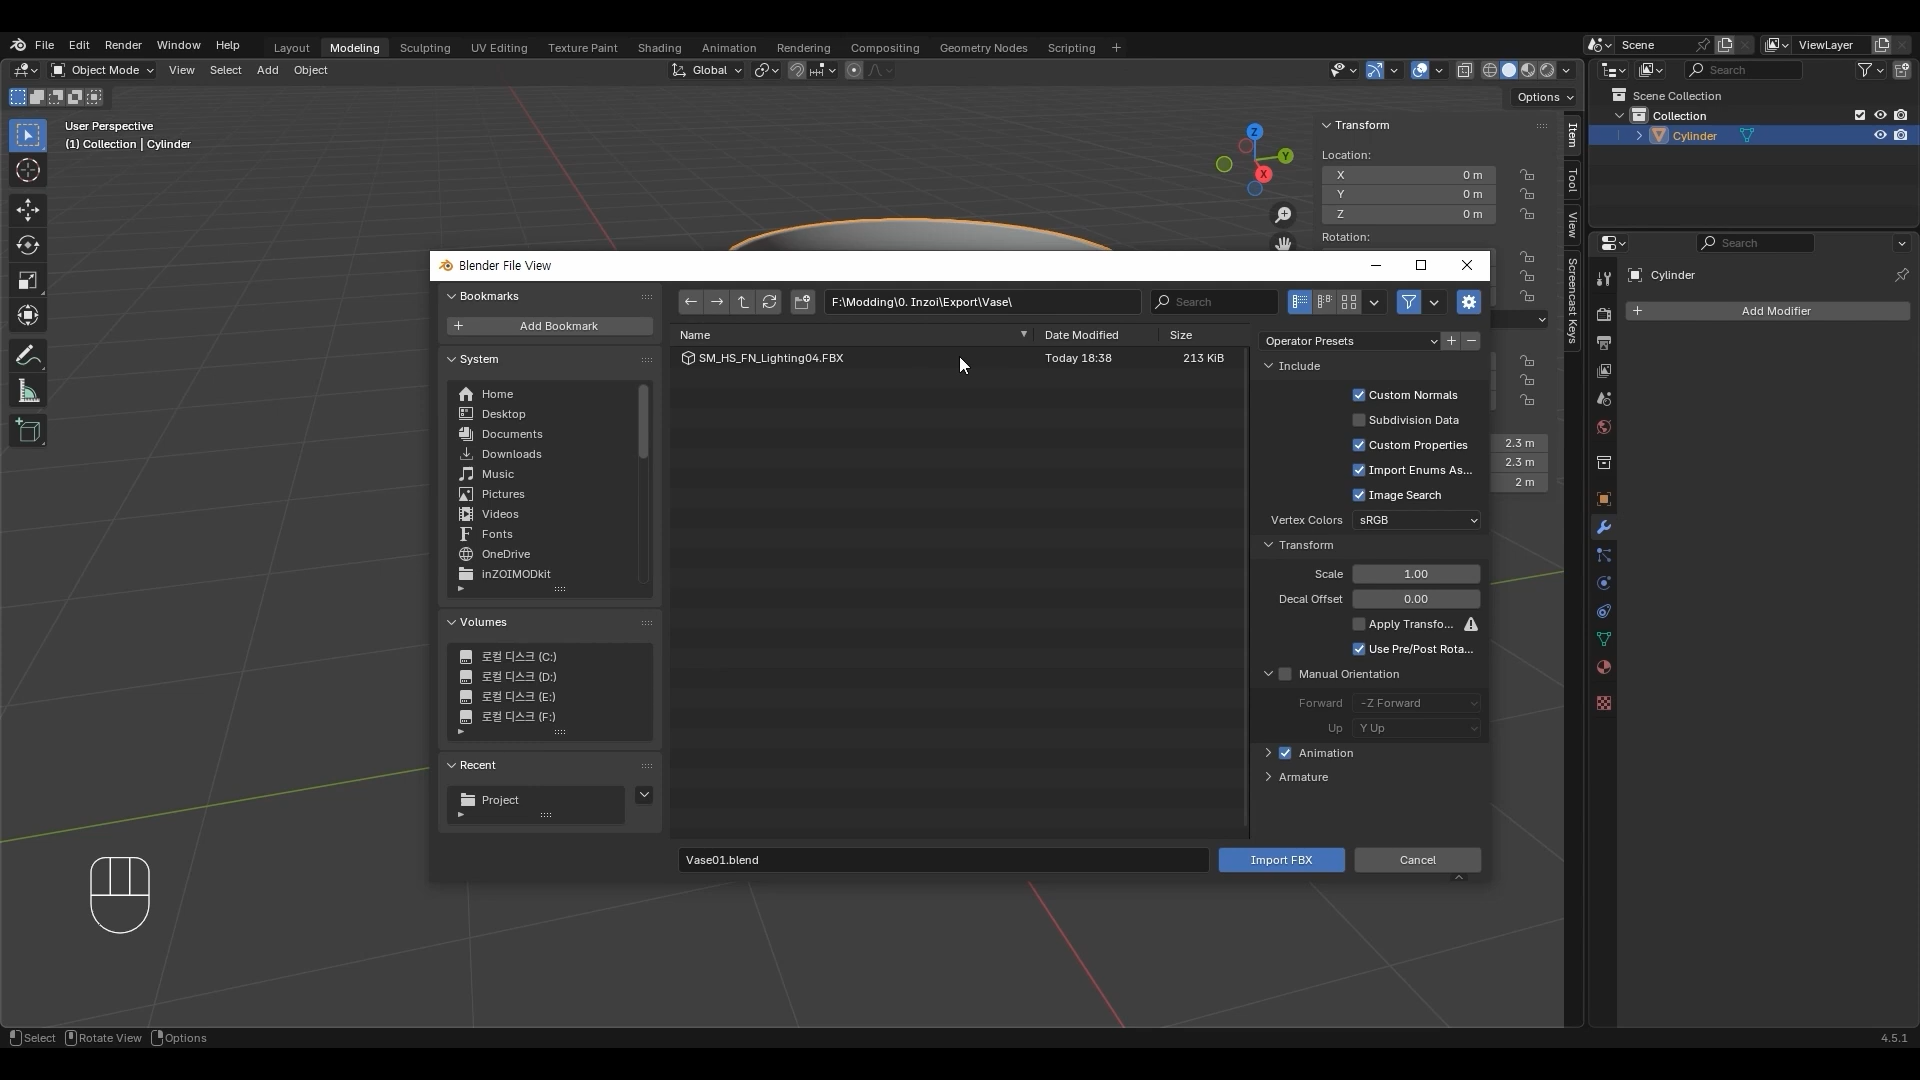 File Edit Render Window Help Layout Modeling Sculpting UV Editing Texture Paint Shading Animation Rendering Compositing Geometry Nodes Scripting + Scene ViewLayer
Object Mode View Select Add Object Global Search
Options
User Perspective
(1) Collection | Cylinder
Z
Y
X
Transform
Location:
X 0 m
Y 0 m
Z 0 m
Rotation:
2.3 m
2.3 m
2 m
Item
Tool
View
Screencast Keys
Scene Collection
Collection
Cylinder
Search
Cylinder
+ Add Modifier
Blender File View
Bookmarks
+ Add Bookmark
System
Home
Desktop
Documents
Downloads
Music
Pictures
Videos
Fonts
OneDrive
inZOIMODkit
Volumes
로컬 디스크 (C:)
로컬 디스크 (D:)
로컬 디스크 (E:)
로컬 디스크 (F:)
Recent
Project
F:\Modding\0. Inzoi\Export\Vase\ Search
Name Date Modified Size
SM_HS_FN_Lighting04.FBX Today 18:38 213 KiB
Operator Presets
Include
Custom Normals
Subdivision Data
Custom Properties
Import Enums As...
Image Search
Vertex Colors sRGB
Transform
Scale 1.00
Decal Offset 0.00
Apply Transfo...
Use Pre/Post Rota...
Manual Orientation
Forward -Z Forward
Up Y Up
Animation
Armature
Vase01.blend Import FBX Cancel
Select Rotate View Options 4.5.1